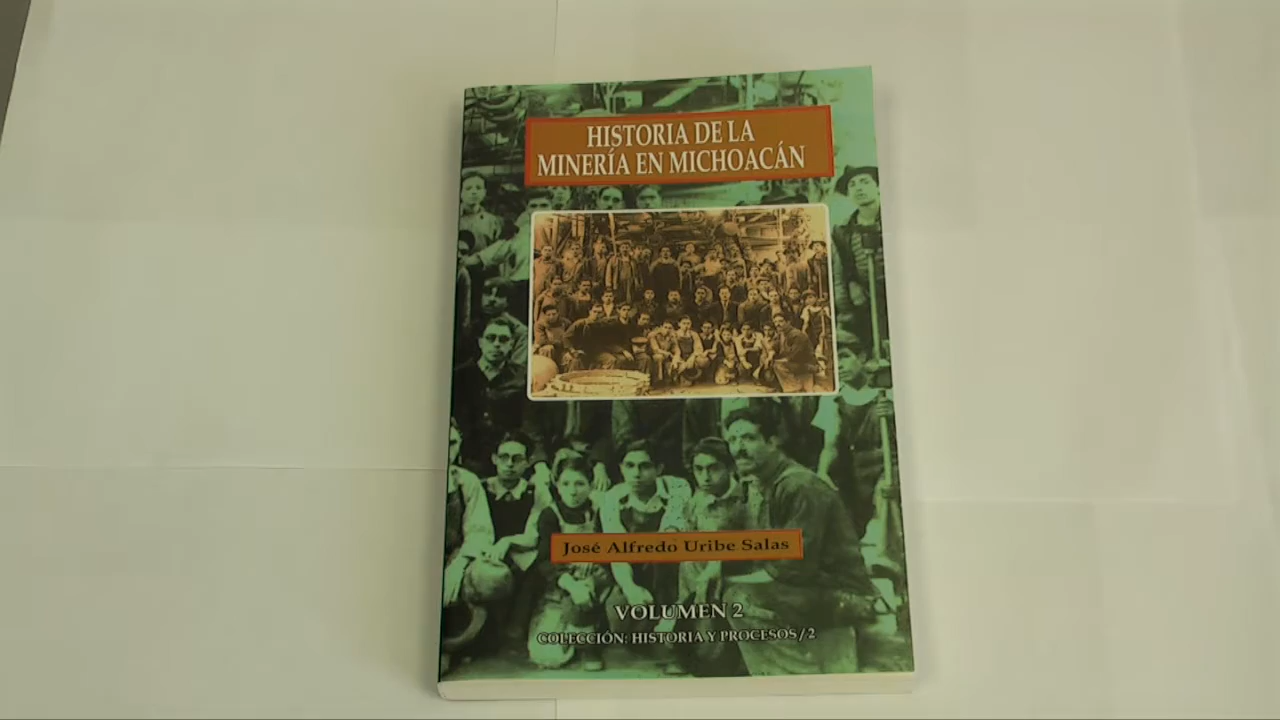 HISTORIA DE LA
MINERÍA EN MICHOACÁN
José Alfredo Uribe Salas
VOLUMEN 2
COLECCIÓN: HISTORIA Y PROCESOS / 2